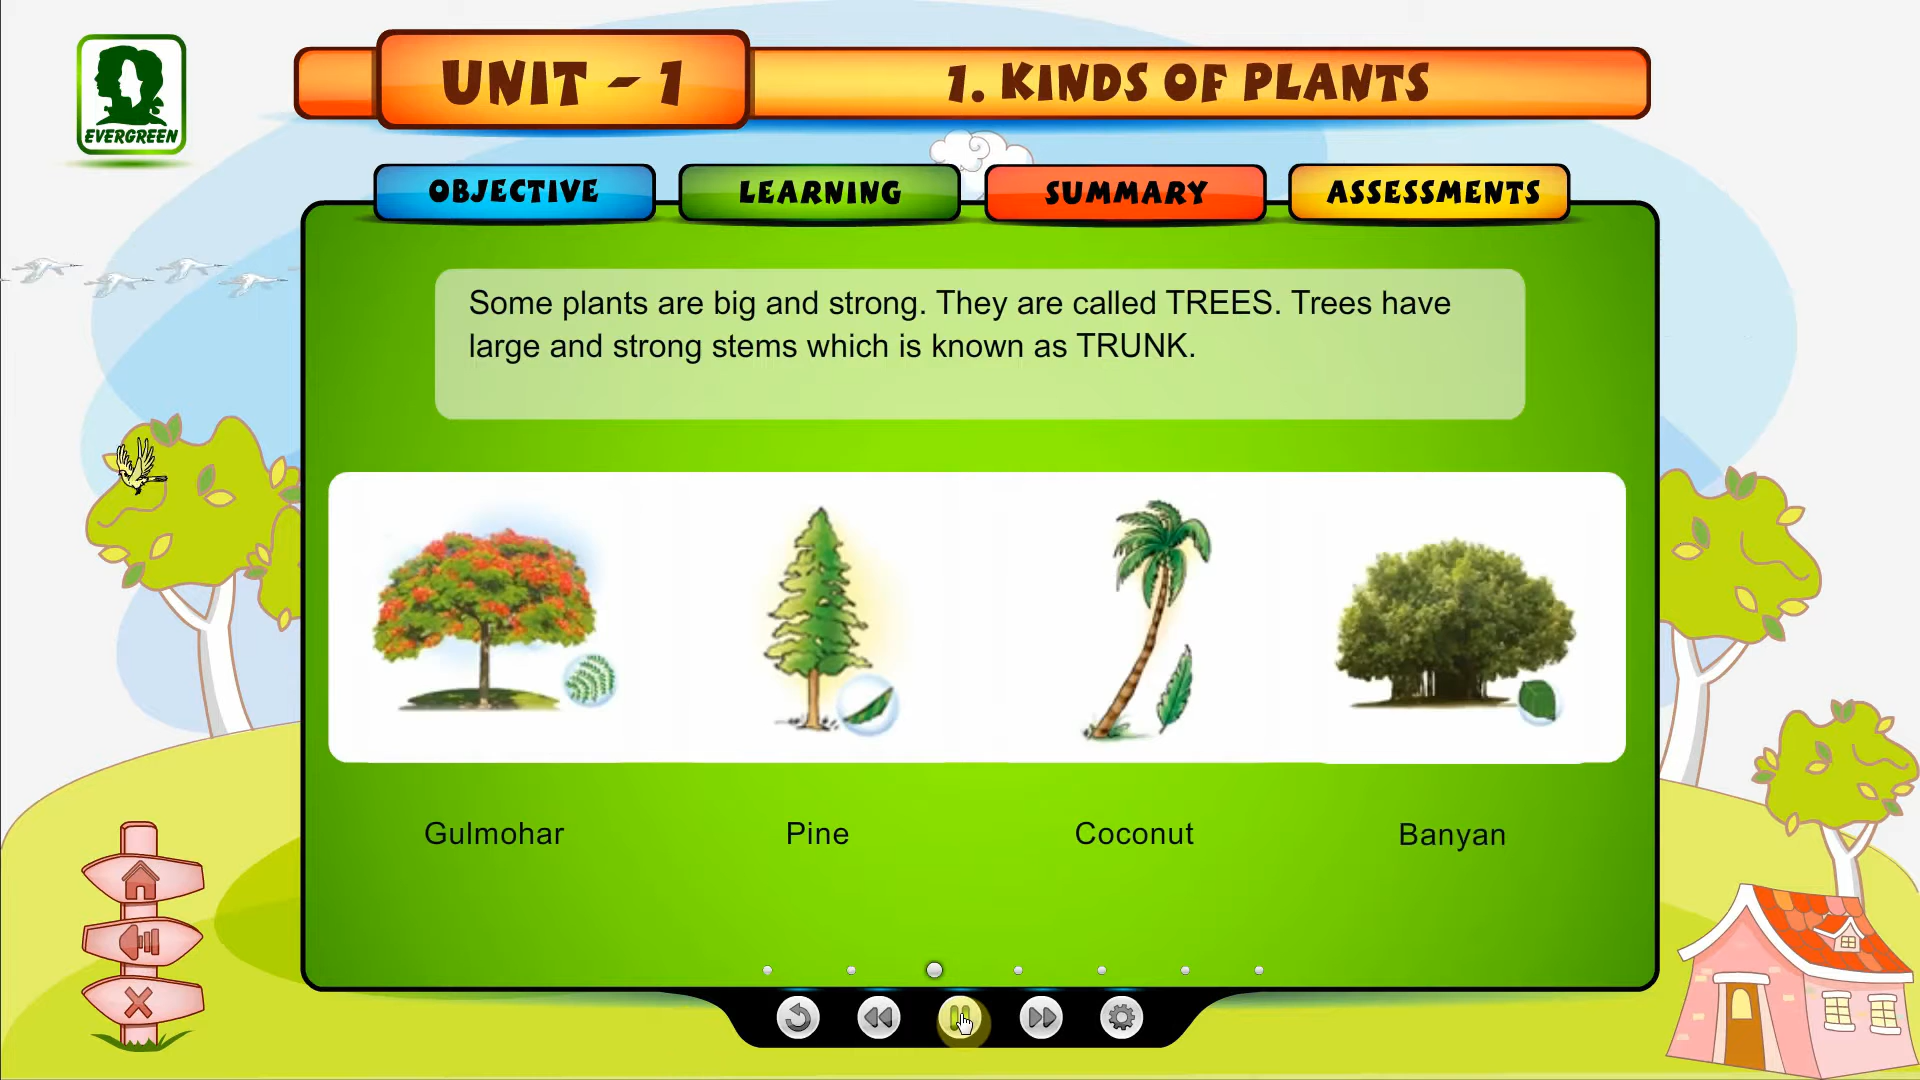 EVERGREEN
UNIT - 1
1. KINDS OF PLANTS
OBJECTIVE
LEARNING
SUMMARY
ASSESSMENTS
Some plants are big and strong. They are called TREES. Trees have
large and strong stems which is known as TRUNK.
Gulmohar
Pine
Coconut
Banyan